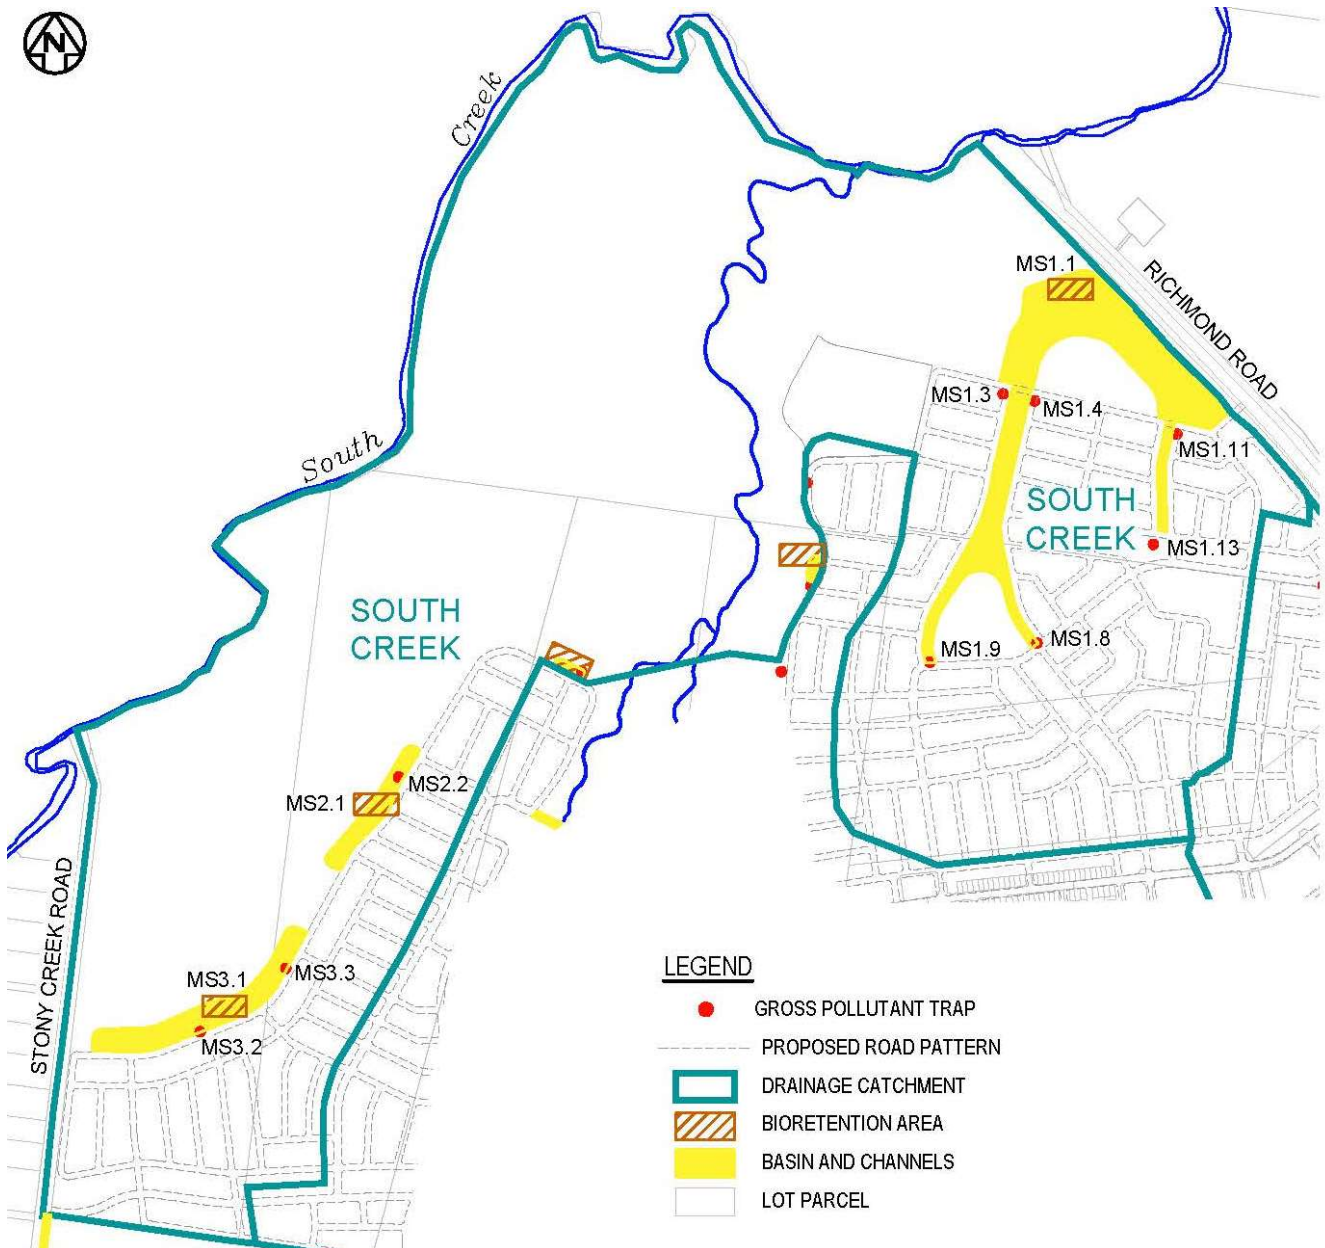 N
Creek
South
MS1.1
RICHMOND ROAD
MS1.3
MS1.4
MS1.11
SOUTH
CREEK
MS1.13
MS1.9
MS1.8
SOUTH
CREEK
MS2.2
MS2.1
STONY CREEK ROAD
MS3.3
MS3.1
MS3.2
LEGEND
GROSS POLLUTANT TRAP
PROPOSED ROAD PATTERN
DRAINAGE CATCHMENT
BIORETENTION AREA
BASIN AND CHANNELS
LOT PARCEL